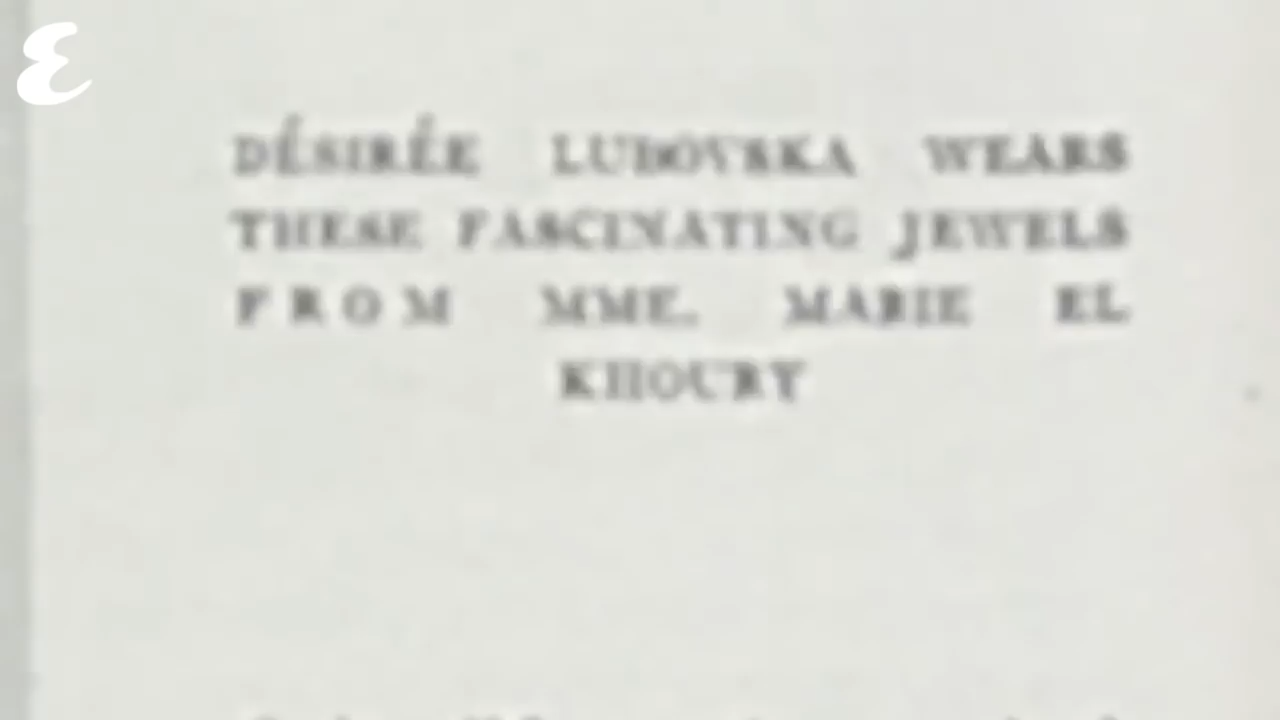 DÉSIRÉE LUBOVSKA WEARS
THESE FASCINATING JEWELS
FROM MME. MARIE EL
KHOURY